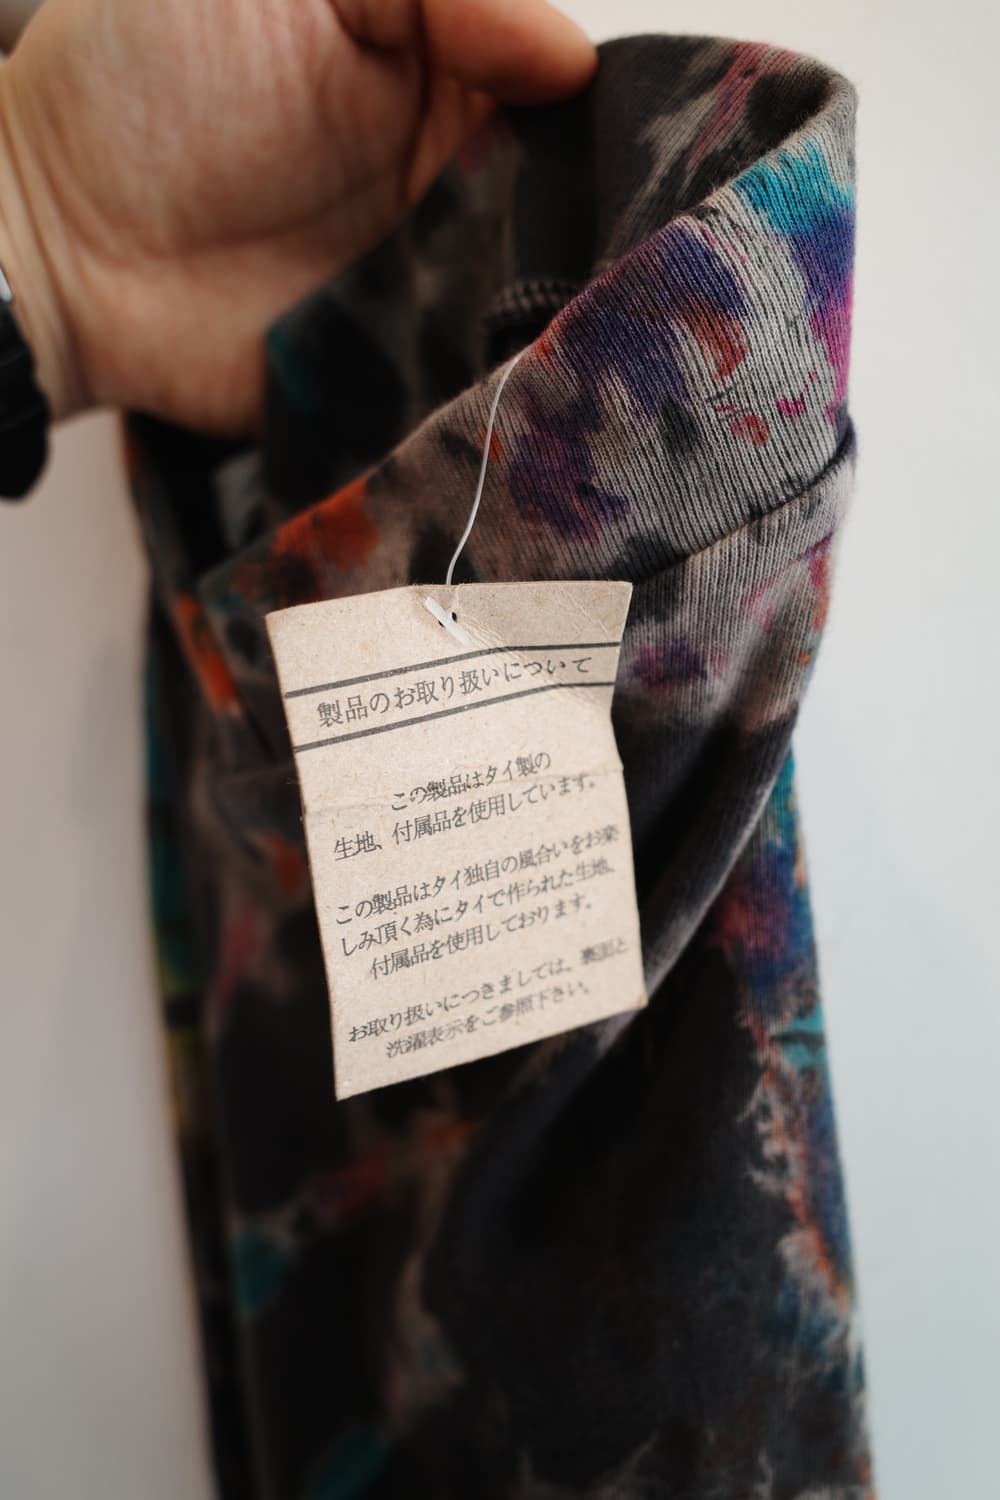 製品のお取り扱いについて
この製品はタイ製の
生地、付属品を使用しています。
この製品はタイ独自の風合いをお楽
しみ頂く為にタイで作られた生地、
付属品を使用しております。
お取り扱いにつきましては、裏面と
洗濯表示をご参照下さい。